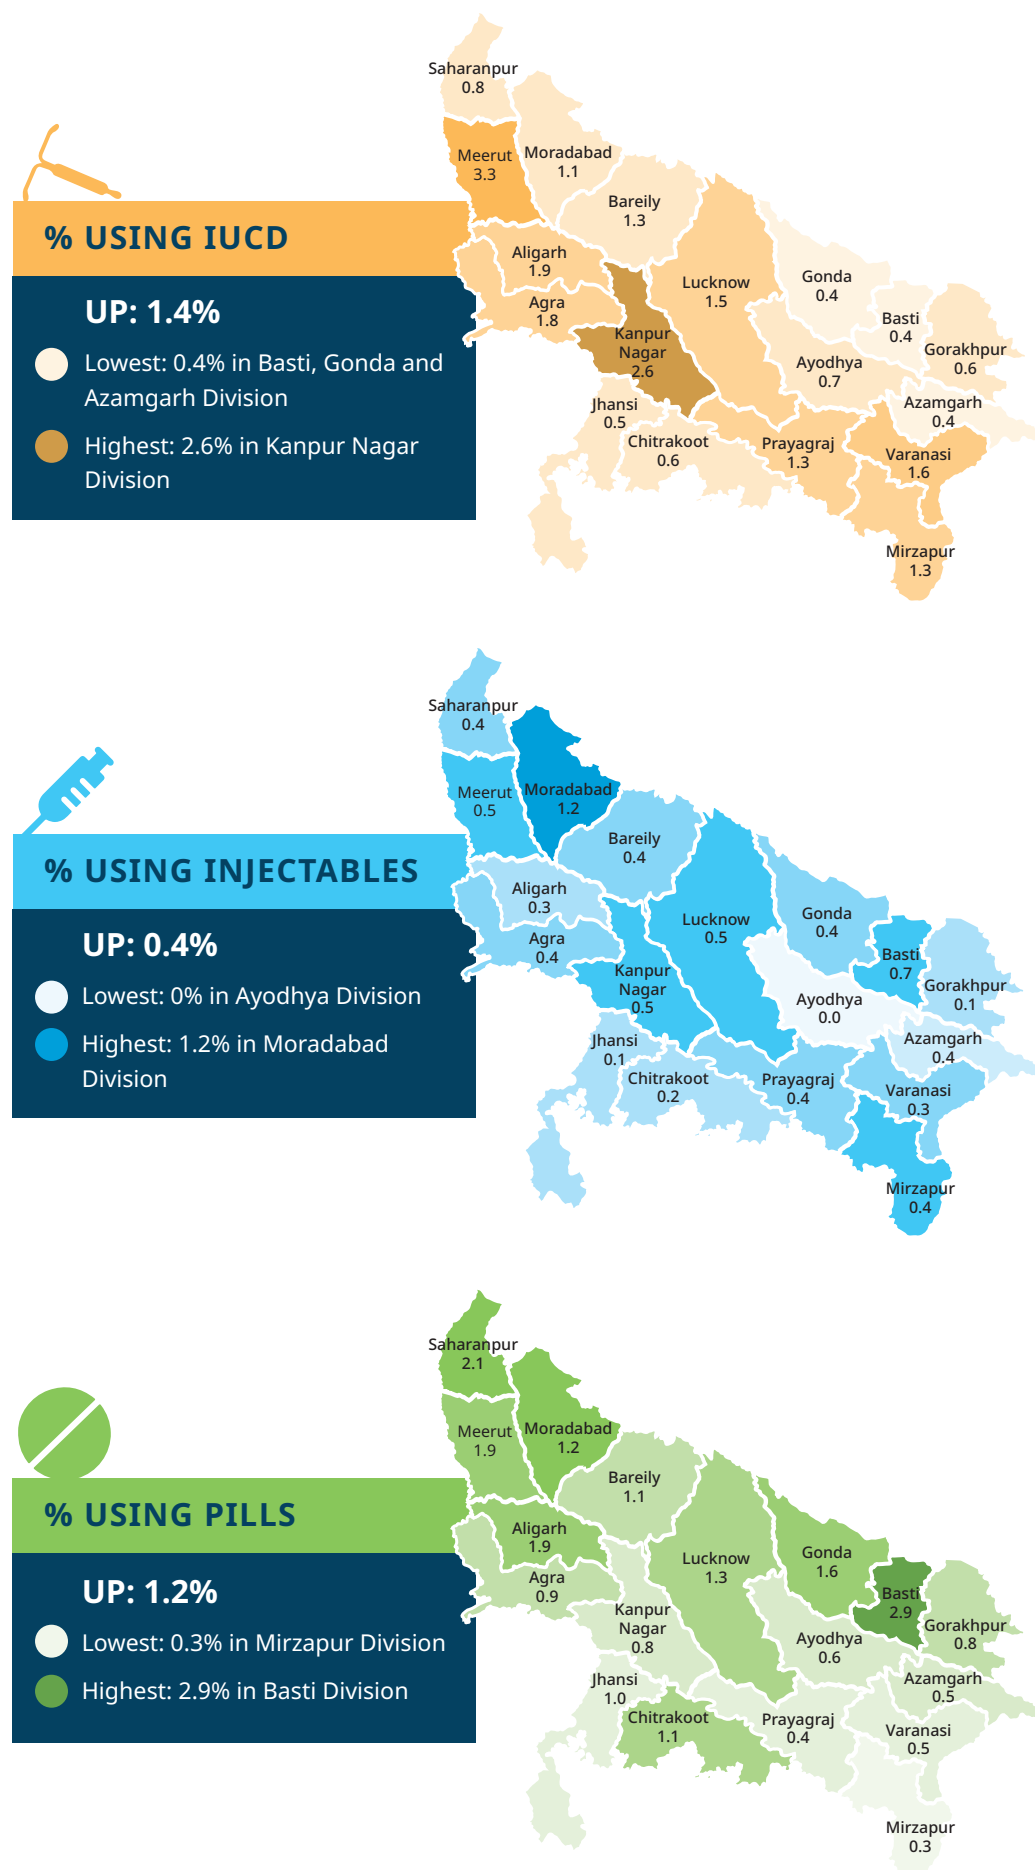 Saharanpur
0.8
Meerut
3.3
Moradabad
1.1
Bareily
1.3
% USING IUCD
Aligarh
1.9
Agra
1.8
Lucknow
1.5
Gonda
0.4
Basti
0.4
Gorakhpur
0.6
Kanpur
Nagar
2.6
Ayodhya
0.7
Azamgarh
0.4
Jhansi
0.5
Chitrakoot
0.6
Prayagraj
1.3
Varanasi
1.6
Mirzapur
1.3
UP: 1.4%
Lowest: 0.4% in Basti, Gonda and
Azamgarh Division
Highest: 2.6% in Kanpur Nagar
Division
Saharanpur
0.4
Meerut
0.5
Moradabad
1.2
Bareily
0.4
% USING INJECTABLES
Aligarh
0.3
Agra
0.4
Lucknow
0.5
Gonda
0.4
Basti
0.7
Gorakhpur
0.1
Kanpur
Nagar
0.5
Ayodhya
0.0
Azamgarh
0.4
Jhansi
0.1
Chitrakoot
0.2
Prayagraj
0.4
Varanasi
0.3
Mirzapur
0.4
UP: 0.4%
Lowest: 0% in Ayodhya Division
Highest: 1.2% in Moradabad
Division
Saharanpur
2.1
Meerut
1.9
Moradabad
1.2
Bareily
1.1
% USING PILLS
Aligarh
1.9
Agra
0.9
Lucknow
1.3
Gonda
1.6
Basti
2.9
Gorakhpur
0.8
Kanpur
Nagar
0.8
Ayodhya
0.6
Azamgarh
0.5
Jhansi
1.0
Chitrakoot
1.1
Prayagraj
0.4
Varanasi
0.5
Mirzapur
0.3
UP: 1.2%
Lowest: 0.3% in Mirzapur Division
Highest: 2.9% in Basti Division